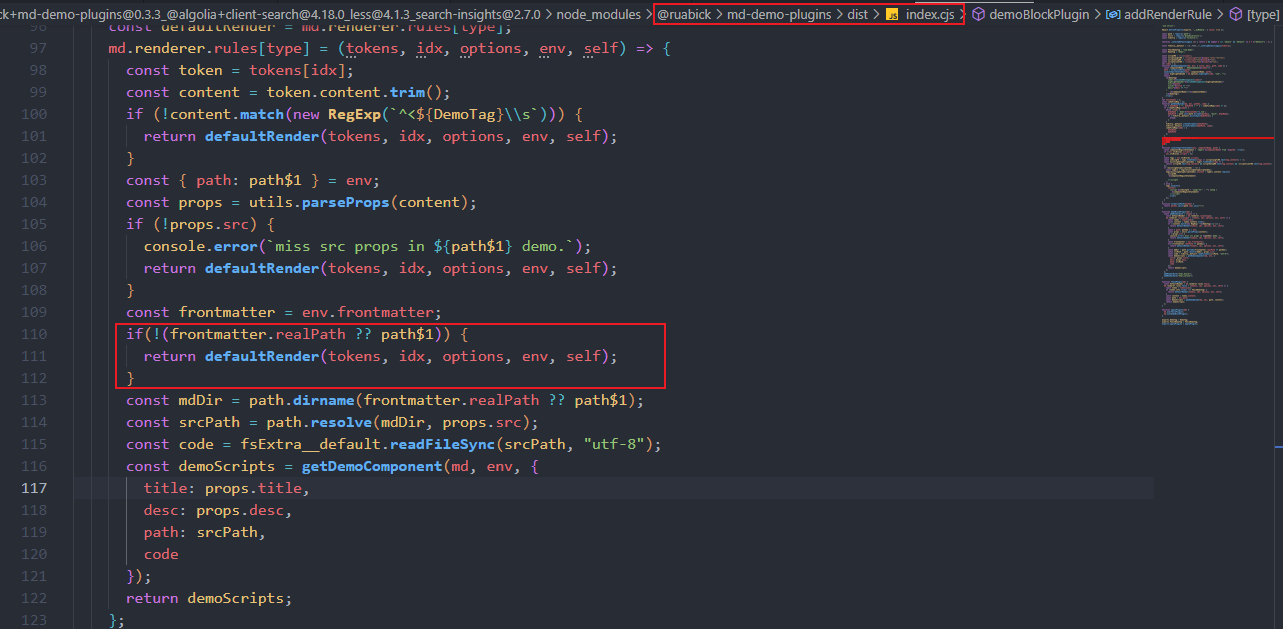 ck+md-demo-plugins@0.3.3_@algolia+client-search@4.18.0_less@4.1.3_search-insights@2.7.0 > node_modules > @ruabick > md-demo-plugins > dist > JS index.cjs > demoBlockPlugin > addRenderRule > [type]
96 const defaultRender = md.renderer.rules[type];
97 md.renderer.rules[type] = (tokens, idx, options, env, self) => {
98 const token = tokens[idx];
99 const content = token.content.trim();
100 if (!content.match(new RegExp(`^<${DemoTag}\\s`))) {
101 return defaultRender(tokens, idx, options, env, self);
102 }
103 const { path: path$1 } = env;
104 const props = utils.parseProps(content);
105 if (!props.src) {
106 console.error(`miss src props in ${path$1} demo.`);
107 return defaultRender(tokens, idx, options, env, self);
108 }
109 const frontmatter = env.frontmatter;
110 if(!(frontmatter.realPath ?? path$1)) {
111 return defaultRender(tokens, idx, options, env, self);
112 }
113 const mdDir = path.dirname(frontmatter.realPath ?? path$1);
114 const srcPath = path.resolve(mdDir, props.src);
115 const code = fsExtra__default.readFileSync(srcPath, "utf-8");
116 const demoScripts = getDemoComponent(md, env, {
117 title: props.title,
118 desc: props.desc,
119 path: srcPath,
120 code
121 });
122 return demoScripts;
123 };